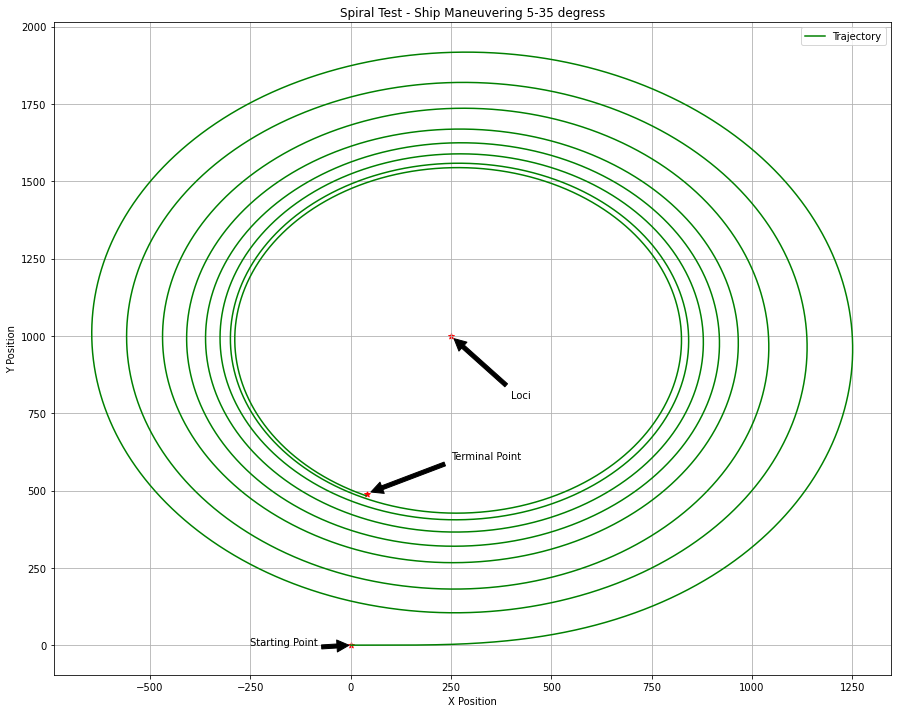 Spiral Test - Ship Maneuvering 5-35 degress
Trajectory
2000
1750
1500
1250
1000
750
500
250
0
Y Position
Loci
Terminal Point
Starting Point
−500
−250
0
250
500
750
1000
1250
X Position